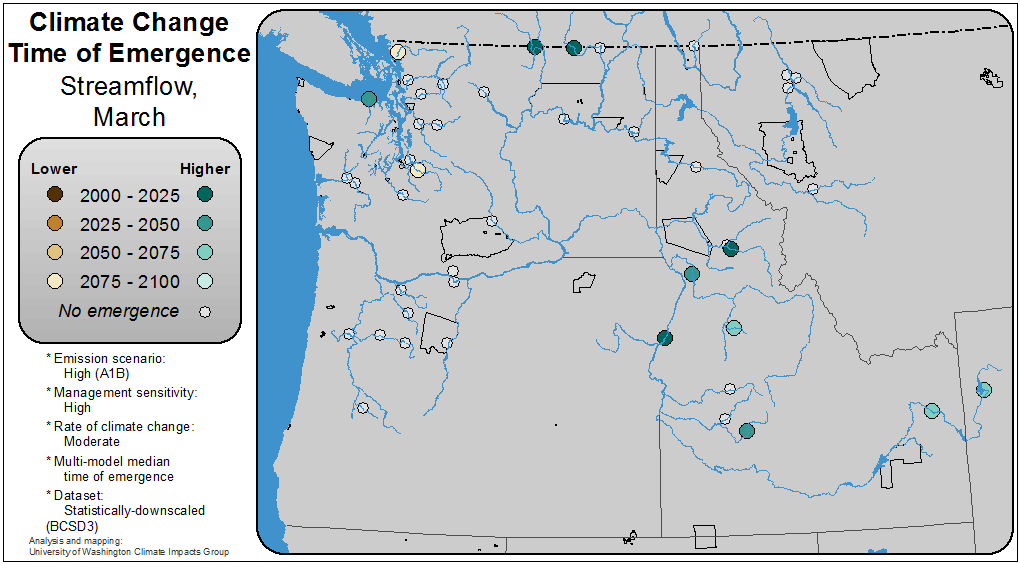 Climate Change
Time of Emergence
Streamflow,
March
Lower Higher
2000 - 2025
2025 - 2050
2050 - 2075
2075 - 2100
No emergence
* Emission scenario:
High (A1B)
* Management sensitivity:
High
* Rate of climate change:
Moderate
* Multi-model median
time of emergence
* Dataset:
Statistically-downscaled
(BCSD3)
Analysis and mapping:
University of Washington Climate Impacts Group